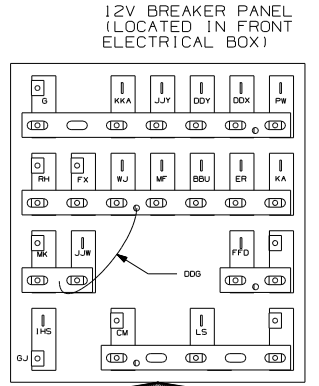 12V BREAKER PANEL
(LOCATED IN FRONT
ELECTRICAL BOX)
G KKA JJY DDY DDX PW
RH FX WJ MF BBU ER KA
MK JJW FFD
DDG
IHS CM LS
GJ